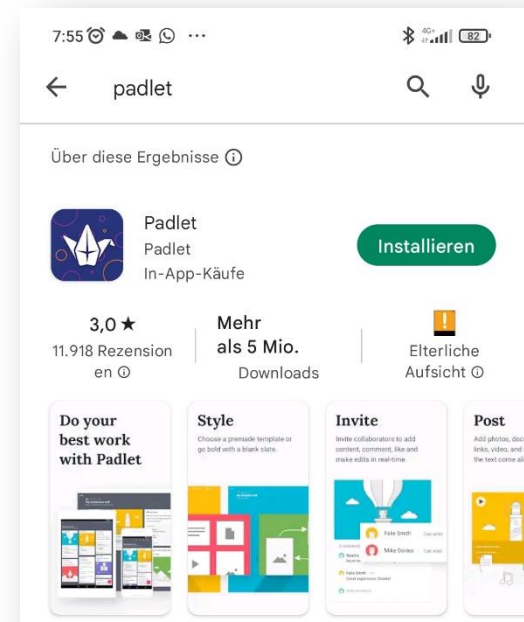 7:55
4G+
82
padlet
Über diese Ergebnisse
Padlet
Padlet
In-App-Käufe
Installieren
3,0 ★
11.918 Rezension
en
Mehr
als 5 Mio.
Downloads
Elterliche
Aufsicht
Do your
best work
with Padlet
Style
Choose a premade template or
go bold with a blank slate.
Invite
Invite collaborators to add
content, comment, like and
make edits in real-time.
Felix Smith
Mike Davies
Post
Add photos, doc
links, video, and
the text come ali